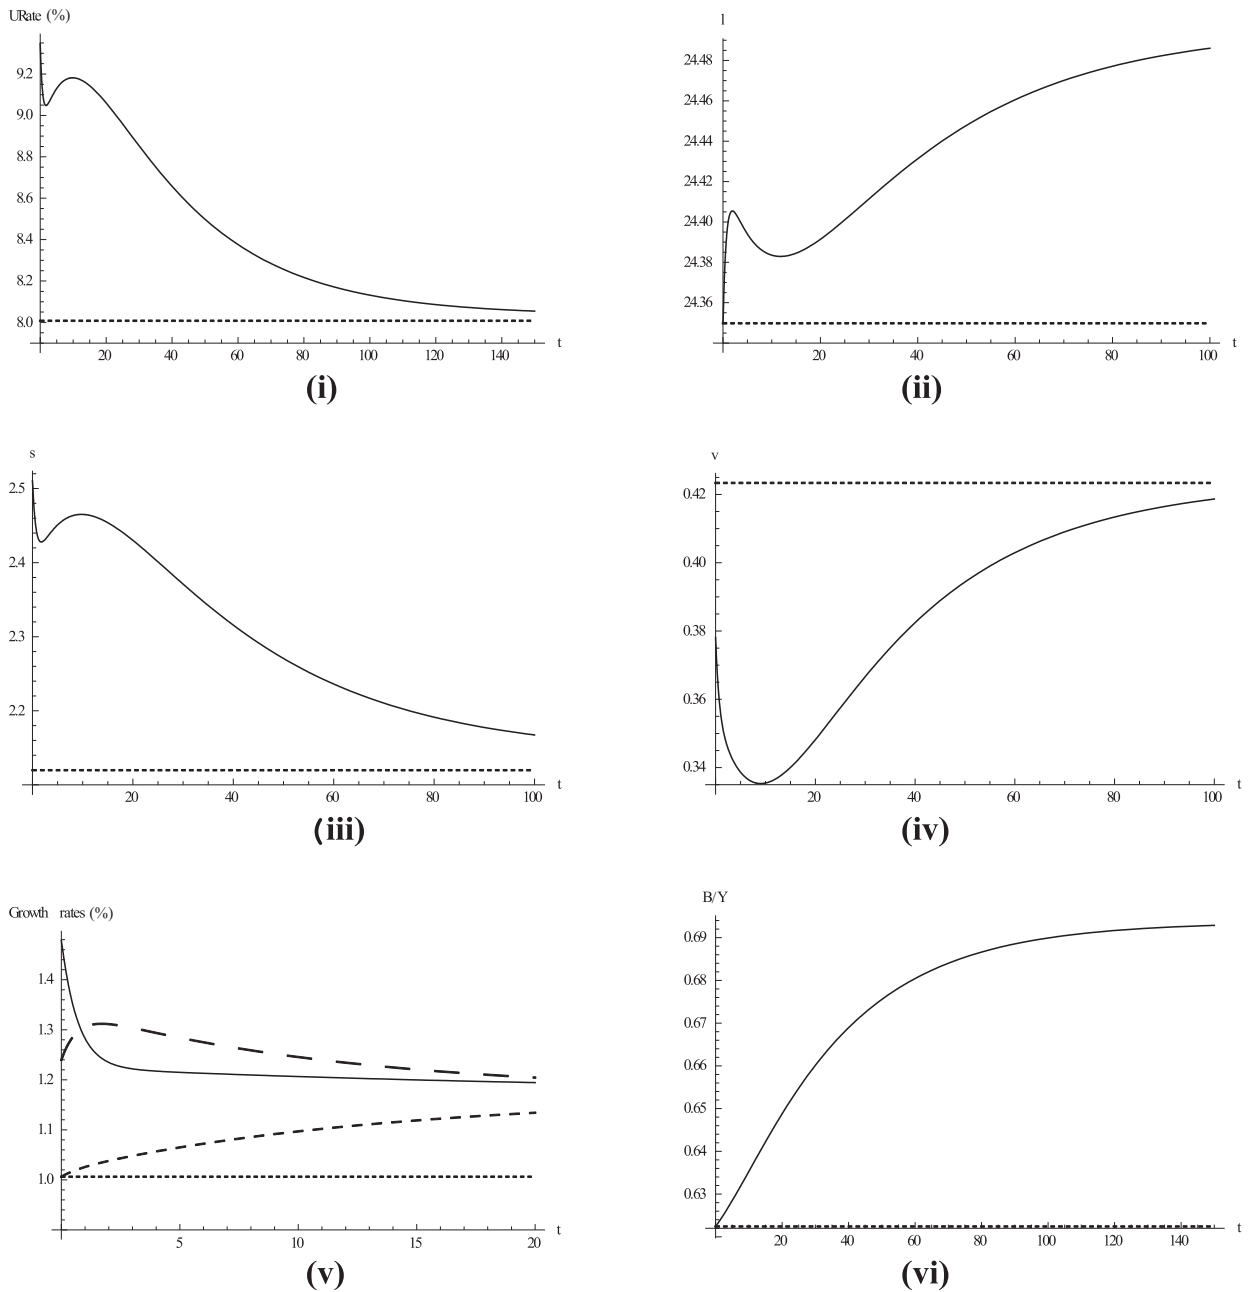 URate (%)
9.2
9.0
8.8
8.6
8.4
8.2
8.0
20 40 60 80 100 120 140 t
(i)
l
24.48
24.46
24.44
24.42
24.40
24.38
24.36
20 40 60 80 100 t
(ii)
s
2.5
2.4
2.3
2.2
20 40 60 80 100 t
(iii)
v
0.42
0.40
0.38
0.36
0.34
20 40 60 80 100 t
(iv)
Growth rates (%)
1.4
1.3
1.2
1.1
1.0
5 10 15 20 t
(v)
B/Y
0.69
0.68
0.67
0.66
0.65
0.64
0.63
20 40 60 80 100 120 140 t
(vi)